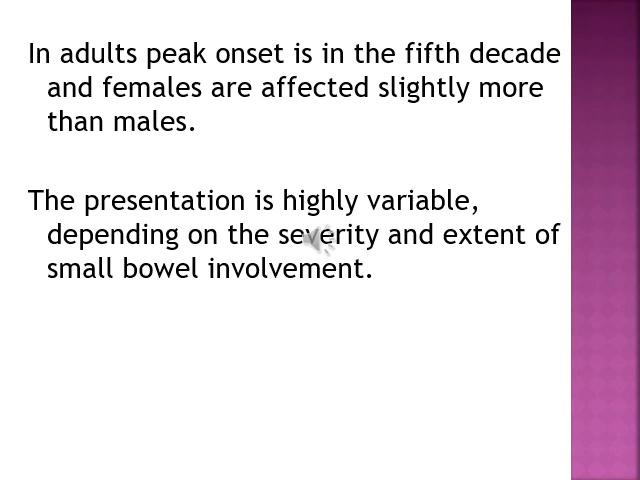 In adults peak onset is in the fifth decade
and females are affected slightly more
than males.
The presentation is highly variable,
depending on the severity and extent of
small bowel involvement.